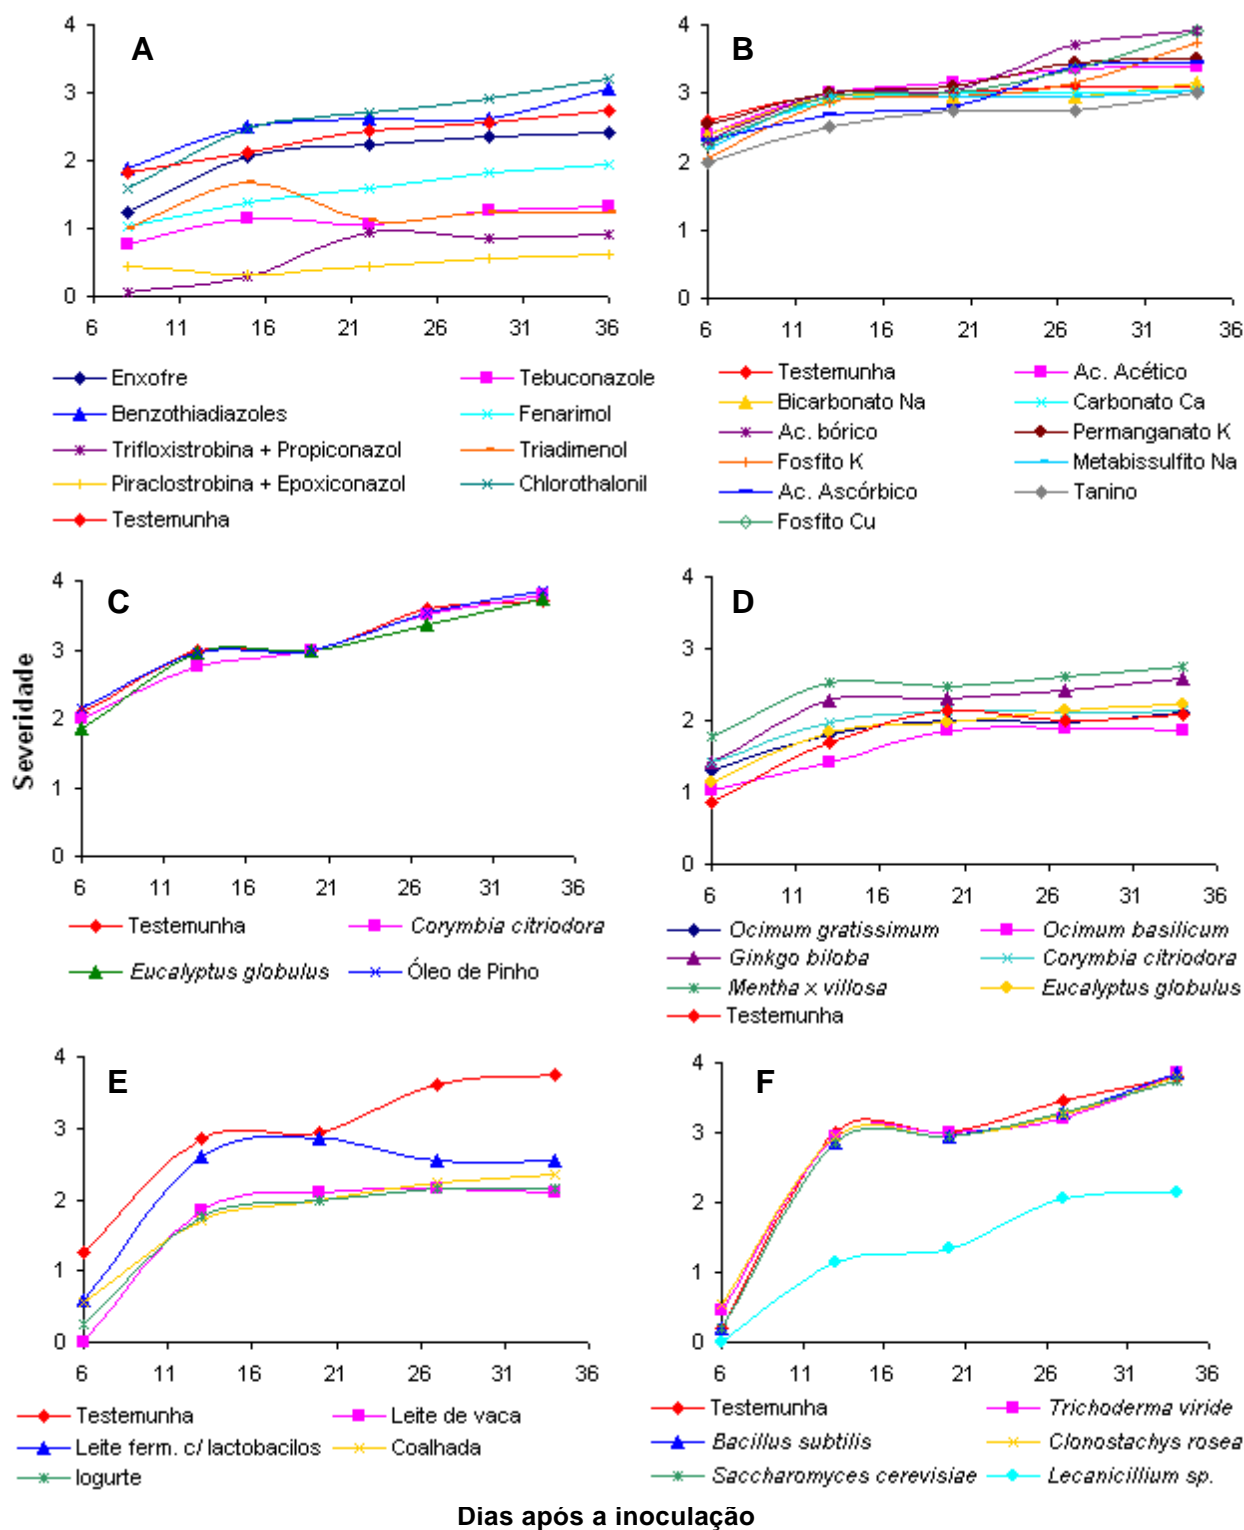 A
4
3
2
1
0
6 11 16 21 26 31 36
Enxofre
Tebuconazole
Benzothiadiazoles
Fenarimol
Trifloxistrobina + Propiconazol
Triadimenol
Piraclostrobina + Epoxiconazol
Chlorothalonil
Testemunha
B
4
3
2
1
0
6 11 16 21 26 31 36
Testemunha
Ac. Acético
Bicarbonato Na
Carbonato Ca
Ac. bórico
Permanganato K
Fosfito K
Metabissulfito Na
Ac. Ascórbico
Tanino
Fosfito Cu
Severidade
C
4
3
2
1
0
6 11 16 21 26 31 36
Testemunha
Corymbia citriodora
Eucalyptus globulus
Óleo de Pinho
D
4
3
2
1
0
6 11 16 21 26 31 36
Ocimum gratissimum
Ocimum basilicum
Ginkgo biloba
Corymbia citriodora
Mentha x villosa
Eucalyptus globulus
Testemunha
E
4
3
2
1
0
6 11 16 21 26 31 36
Testemunha
Leite de vaca
Leite ferm. c/ lactobacilos
Coalhada
Iogurte
F
4
3
2
1
0
6 11 16 21 26 31 36
Testemunha
Trichoderma viride
Bacillus subtilis
Clonostachys rosea
Saccharomyces cerevisiae
Lecanicillium sp.
Dias após a inoculação